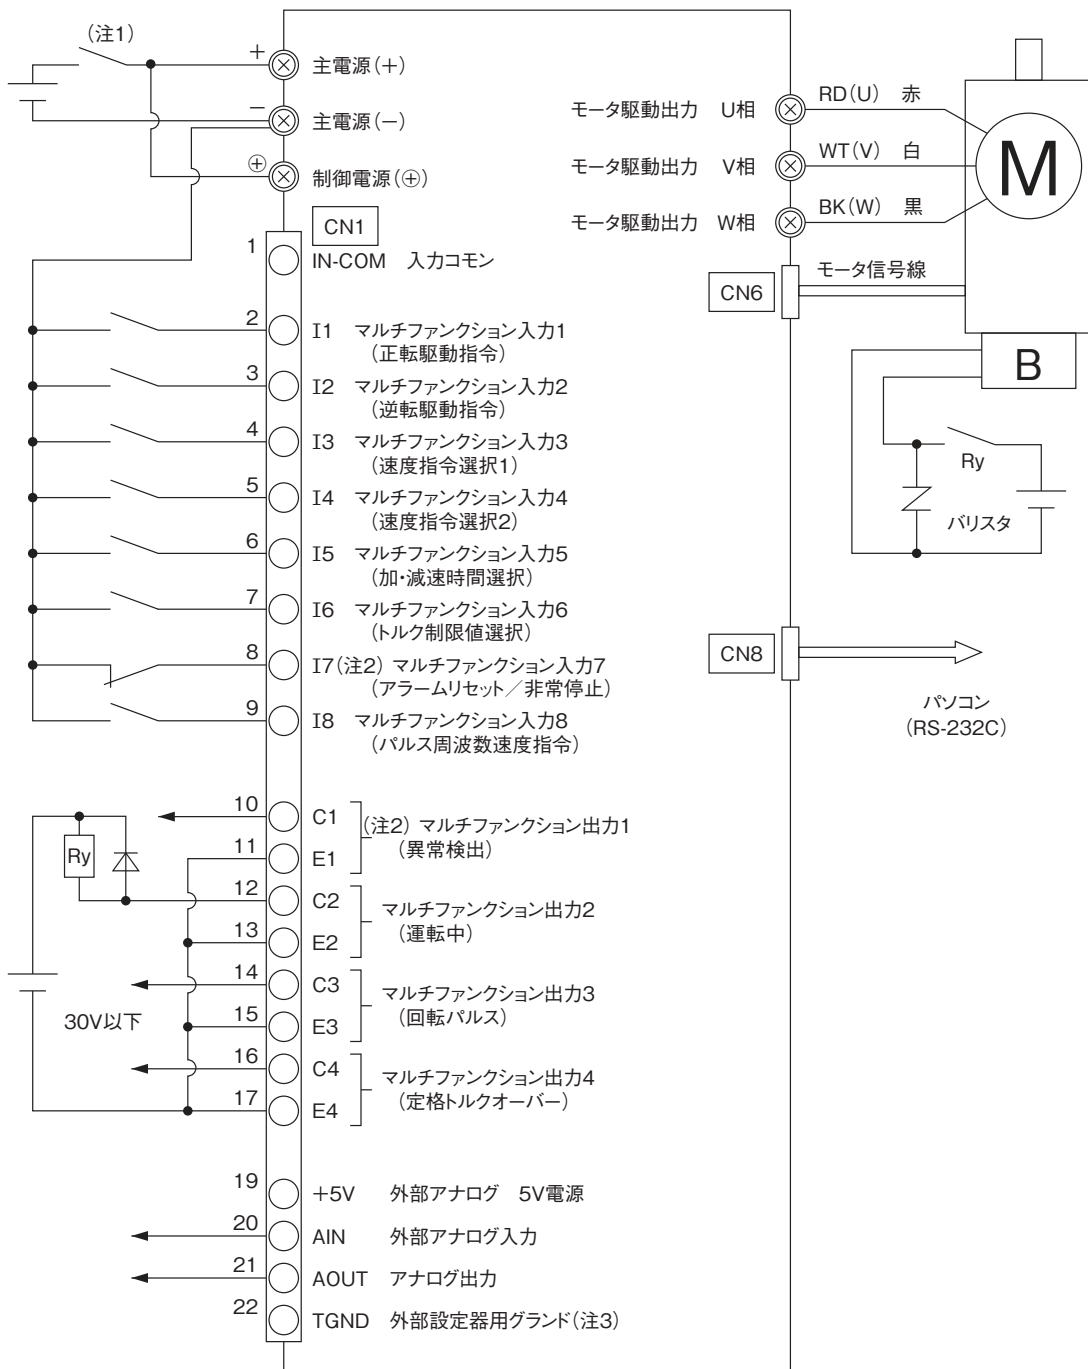 (注1)
+
主電源(+)
−
主電源(−)
⊕
制御電源(⊕)
CN1
1
IN-COM 入力コモン
2
I1 マルチファンクション入力1
(正転駆動指令)
3
I2 マルチファンクション入力2
(逆転駆動指令)
4
I3 マルチファンクション入力3
(速度指令選択1)
5
I4 マルチファンクション入力4
(速度指令選択2)
6
I5 マルチファンクション入力5
(加・減速時間選択)
7
I6 マルチファンクション入力6
(トルク制限値選択)
8
I7(注2) マルチファンクション入力7
(アラームリセット／非常停止)
9
I8 マルチファンクション入力8
(パルス周波数速度指令)
10
C1
(注2) マルチファンクション出力1
(異常検出)
11
E1
Ry
12
C2
マルチファンクション出力2
(運転中)
13
E2
14
C3
マルチファンクション出力3
(回転パルス)
30V以下
15
E3
16
C4
マルチファンクション出力4
(定格トルクオーバー)
17
E4
19
+5V 外部アナログ 5V電源
20
AIN 外部アナログ入力
21
AOUT アナログ出力
22
TGND 外部設定器用グランド(注3)
モータ駆動出力 U相
RD(U) 赤
モータ駆動出力 V相
WT(V) 白
モータ駆動出力 W相
BK(W) 黒
M
CN6
モータ信号線
B
Ry
バリスタ
CN8
パソコン
(RS-232C)